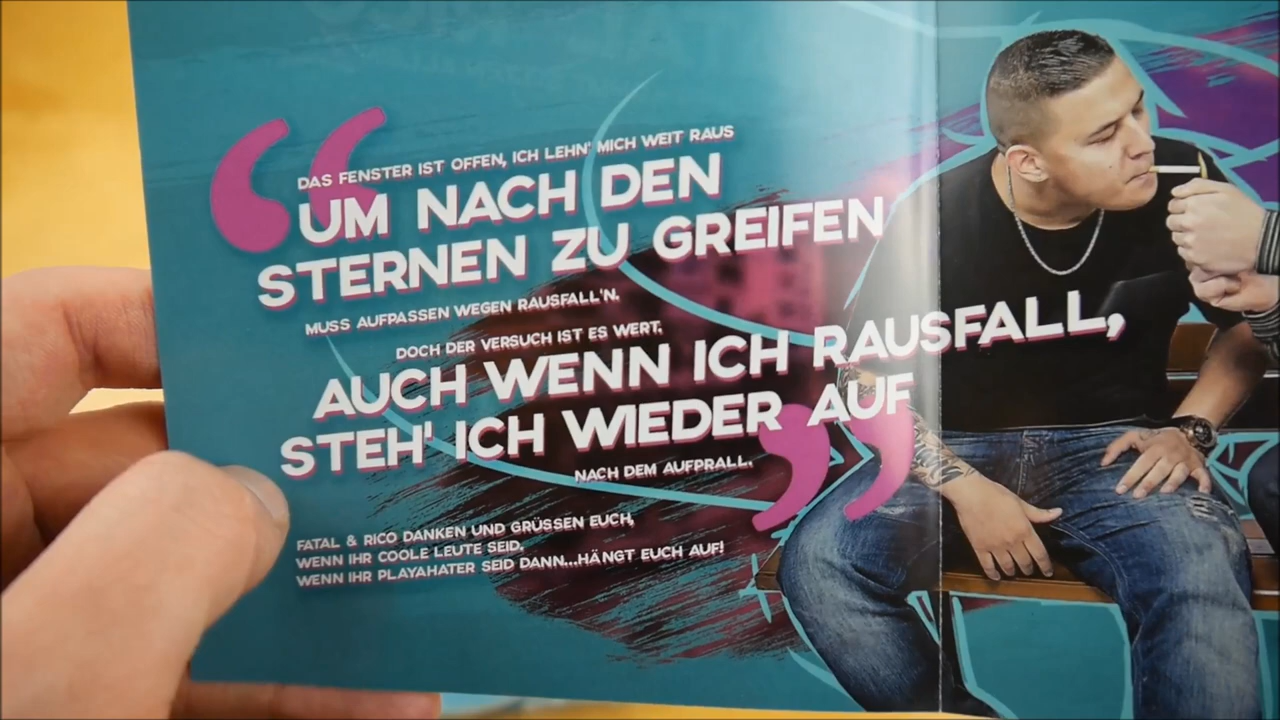 DAS FENSTER IST OFFEN, ICH LEHN' MICH WEIT RAUS
UM NACH DEN
STERNEN ZU GREIFEN
MUSS AUFPASSEN WEGEN RAUSFALL'N.
DOCH DER VERSUCH IST ES WERT.
AUCH WENN ICH RAUSFALL,
STEH' ICH WIEDER AUF
NACH DEM AUFPRALL.
FATAL & RICO DANKEN UND GRÜSSEN EUCH,
WENN IHR COOLE LEUTE SEID.
WENN IHR PLAYAHATER SEID DANN...HÄNGT EUCH AUF!